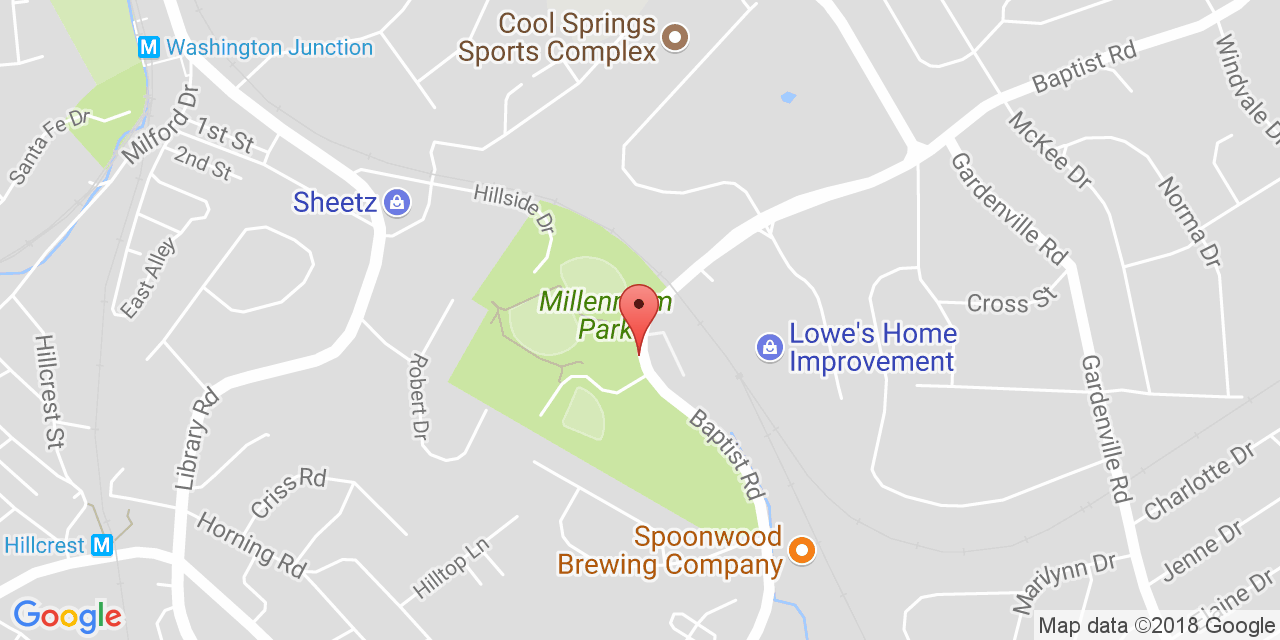 Cool Springs
Sports Complex
M Washington Junction
Baptist Rd
Windvale Dr
Santa Fe Dr
Milford Dr
1st St
2nd St
McKee Dr
Gardenville Rd
Norma Dr
Sheetz
Hillside Dr
East Alley
Millennium
Park
Cross St
Lowe's Home
Improvement
Hillcrest St
Robert Dr
Library Rd
Baptist Rd
Gardenville Rd
Criss Rd
Charlotte Dr
Horning Rd
Hillcrest M
Spoonwood
Brewing Company
Hilltop Ln
Jenne Dr
Marilynn Dr
Elaine Dr
Google
Map data ©2018 Google